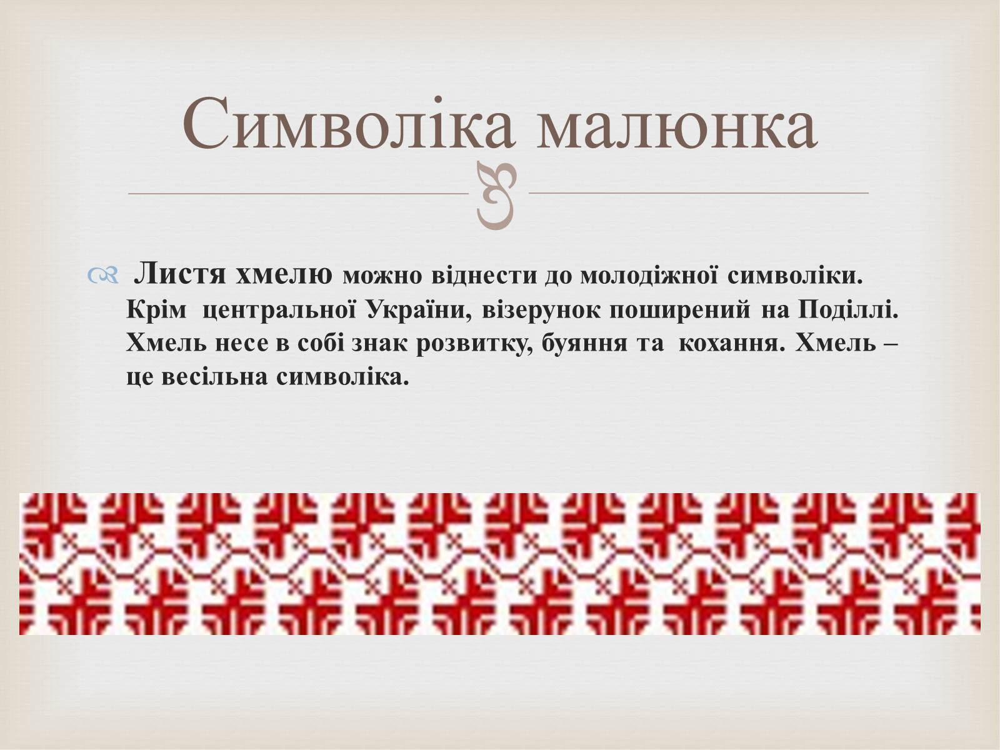 Символіка малюнка
Листя хмелю можно віднести до молодіжної символіки.
Крім центральної України, візерунок поширений на Поділлі.
Хмель несе в собі знак розвитку, буяння та кохання. Хмель –
це весільна символіка.